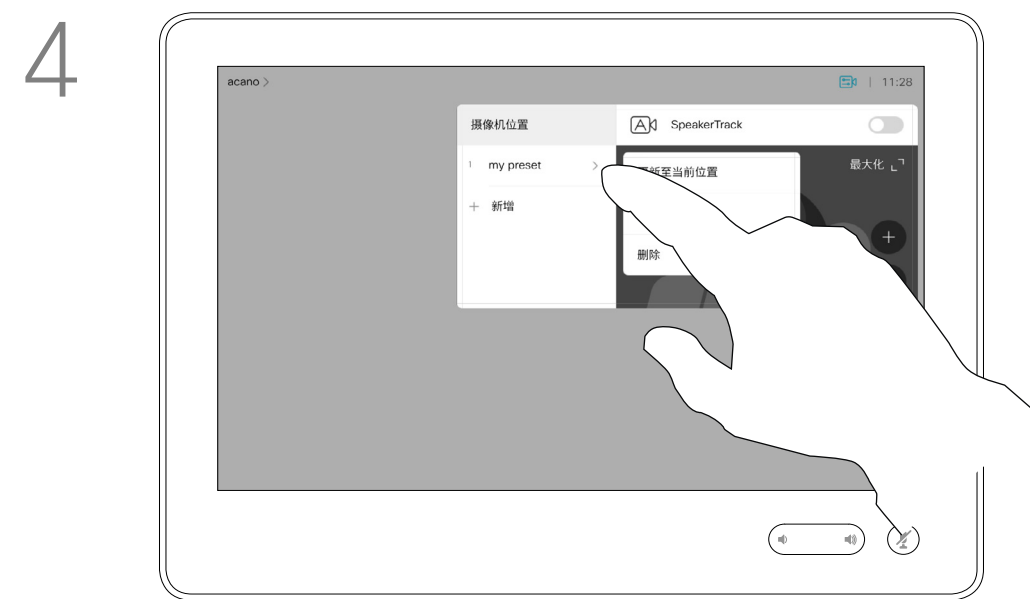 4
acano >
11:28
摄像机位置
SpeakerTrack
1 my preset >
新至当前位置
最大化
+ 新增
+
删除